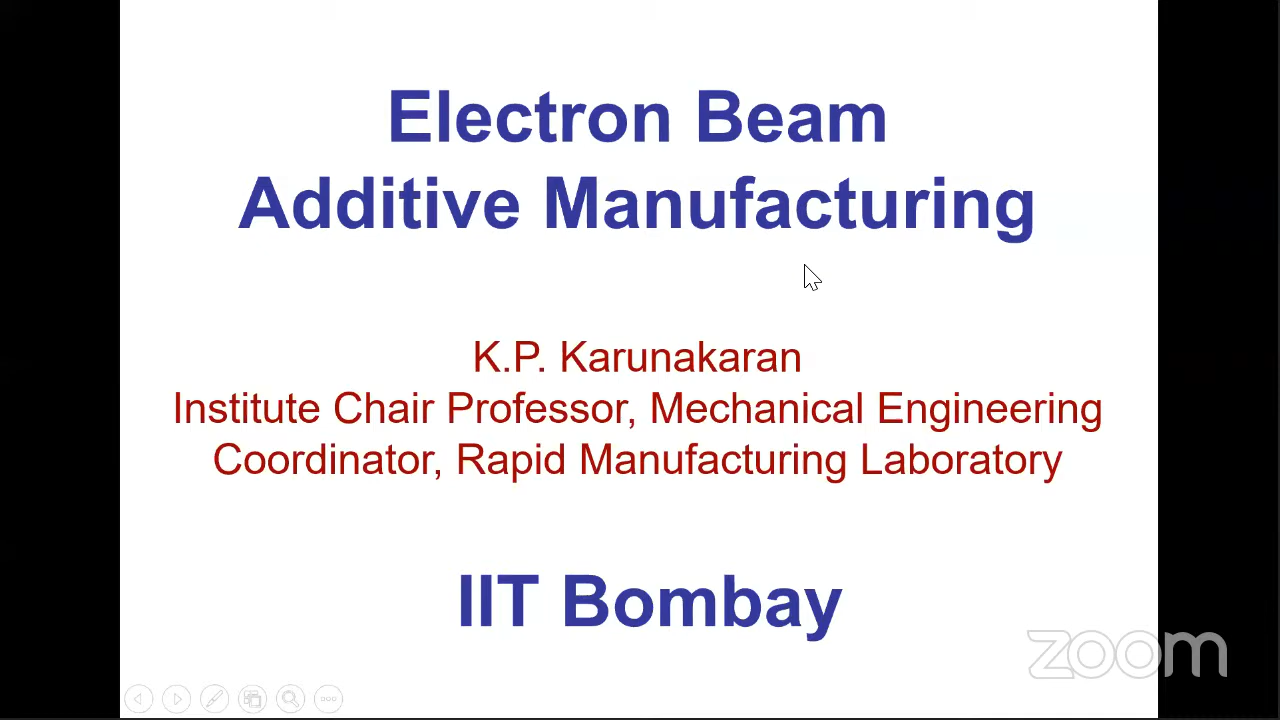 Electron Beam
Additive Manufacturing
K.P. Karunakaran
Institute Chair Professor, Mechanical Engineering
Coordinator, Rapid Manufacturing Laboratory
IIT Bombay
zoom